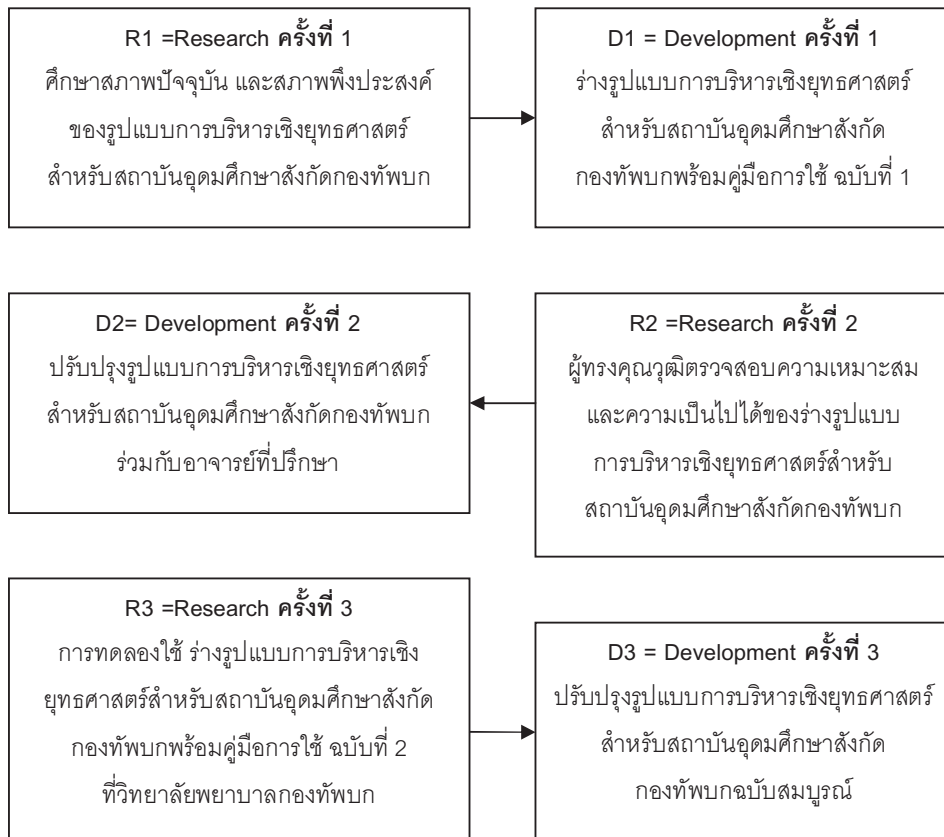 R1 =Research ครั้งที่ 1
ศึกษาสภาพปัจจุบัน และสภาพพึงประสงค์
ของรูปแบบการบริหารเชิงยุทธศาสตร์
สำหรับสถาบันอุดมศึกษาสังกัดกองทัพบก
D1 = Development ครั้งที่ 1
ร่างรูปแบบการบริหารเชิงยุทธศาสตร์
สำหรับสถาบันอุดมศึกษาสังกัด
กองทัพบกพร้อมคู่มือการใช้ ฉบับที่ 1
R2 =Research ครั้งที่ 2
ผู้ทรงคุณวุฒิตรวจสอบความเหมาะสม
และความเป็นไปได้ของร่างรูปแบบ
การบริหารเชิงยุทธศาสตร์สำหรับ
สถาบันอุดมศึกษาสังกัดกองทัพบก
D2= Development ครั้งที่ 2
ปรับปรุงรูปแบบการบริหารเชิงยุทธศาสตร์
สำหรับสถาบันอุดมศึกษาสังกัดกองทัพบก
ร่วมกับอาจารย์ที่ปรึกษา
R3 =Research ครั้งที่ 3
การทดลองใช้ ร่างรูปแบบการบริหารเชิง
ยุทธศาสตร์สำหรับสถาบันอุดมศึกษาสังกัด
กองทัพบกพร้อมคู่มือการใช้ ฉบับที่ 2
ที่วิทยาลัยพยาบาลกองทัพบก
D3 = Development ครั้งที่ 3
ปรับปรุงรูปแบบการบริหารเชิงยุทธศาสตร์
สำหรับสถาบันอุดมศึกษาสังกัด
กองทัพบกฉบับสมบูรณ์